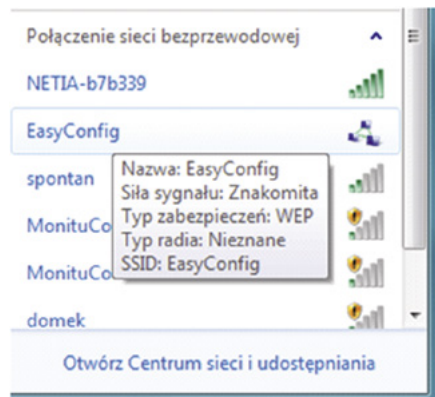 Połączenie sieci bezprzewodowej
NETIA-b7b339
EasyConfig
spontan
MonituCo
MonituCo
domek
Nazwa: EasyConfig
Siła sygnału: Znakomita
Typ zabezpieczeń: WEP
Typ radia: Nieznane
SSID: EasyConfig
Otwórz Centrum sieci i udostępniania